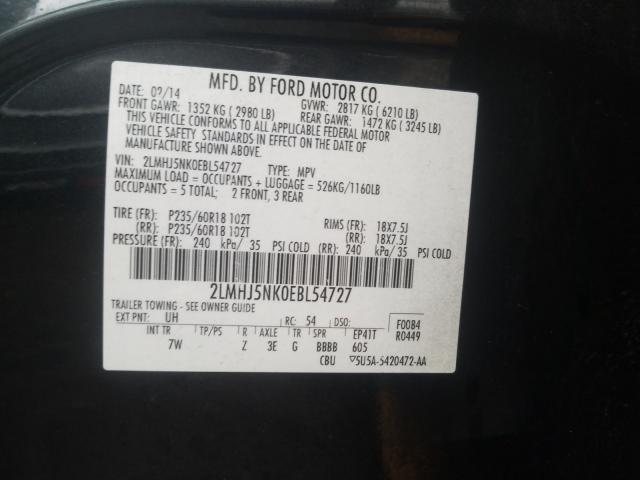 MFD. BY FORD MOTOR CO.
DATE: 02/14 GVWR: 2817 KG (6210 LB)
FRONT GAWR: 1352 KG (2980 LB) REAR GAWR: 1472 KG (3245 LB)
THIS VEHICLE CONFORMS TO ALL APPLICABLE FEDERAL MOTOR
VEHICLE SAFETY STANDARDS IN EFFECT ON THE DATE OF
MANUFACTURE SHOWN ABOVE.
VIN: 2LMHJ5NK0EBL54727 TYPE: MPV
MAXIMUM LOAD = OCCUPANTS + LUGGAGE = 526KG/1160LB
OCCUPANTS = 5 TOTAL; 2 FRONT, 3 REAR
TIRE (FR): P235/60R18 102T RIMS (FR): 18X7.5J
(RR): P235/60R18 102T (RR): 18X7.5J
PRESSURE (FR): 240 kPa/ 35 PSI COLD (RR): 240 kPa/ 35 PSI COLD
2LMHJ5NK0EBL54727
TRAILER TOWING - SEE OWNER GUIDE
EXT PNT: UH RC: 54 DSO: F0084
INT TR TP/PS R AXLE TR SPR EP41T R0449
7W Z 3E G BBBB 605
CBU ▽5U5A-5420472-AA